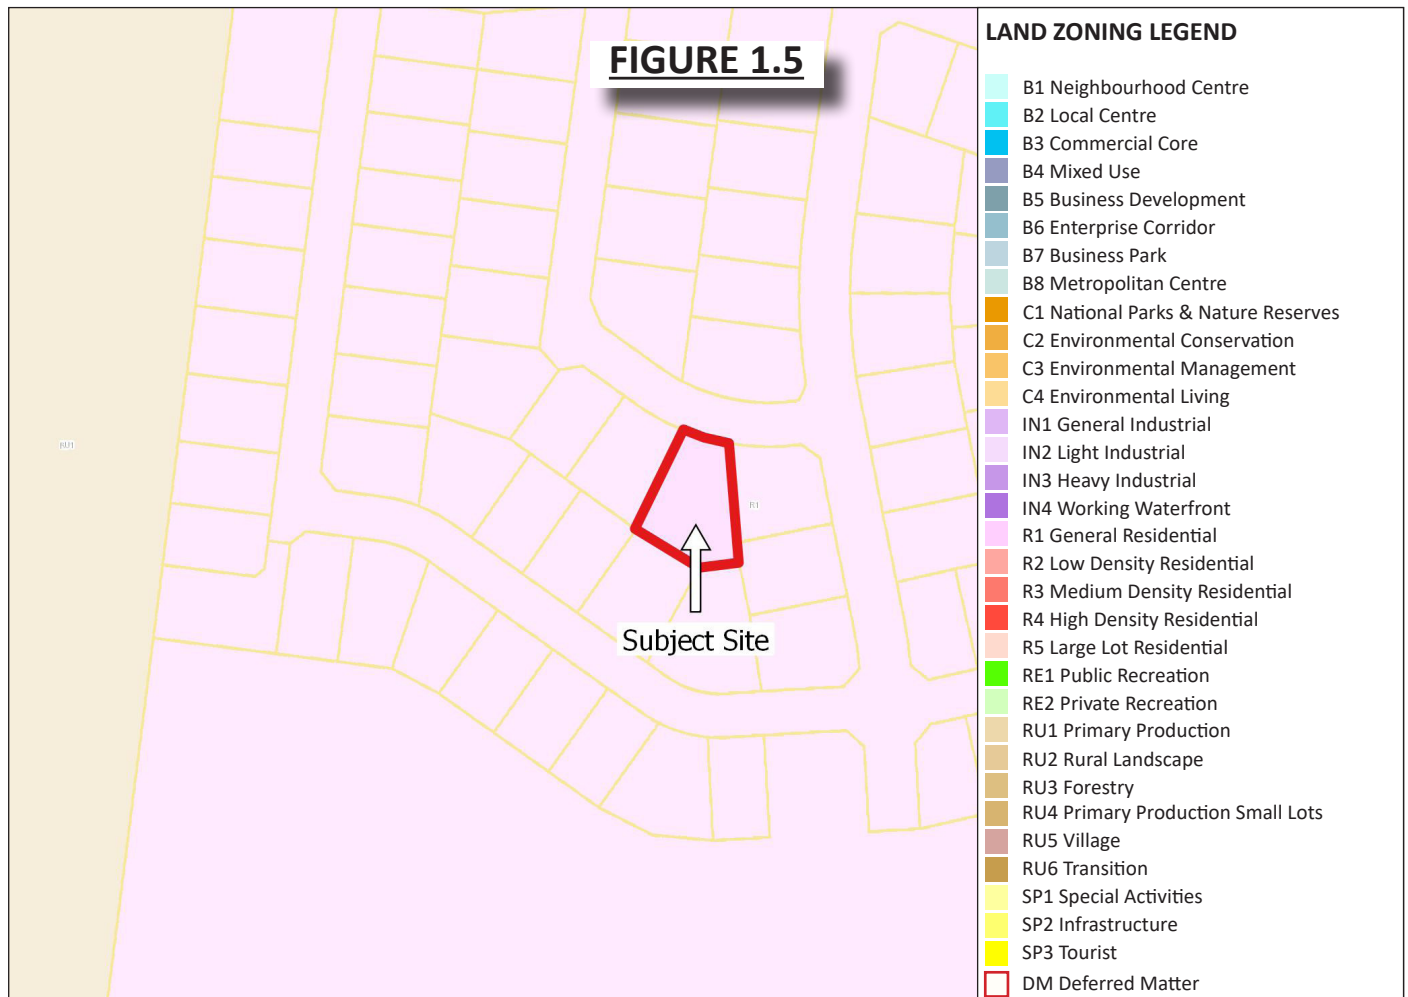 FIGURE 1.5
RU1
R1
Subject Site
LAND ZONING LEGEND
B1 Neighbourhood Centre
B2 Local Centre
B3 Commercial Core
B4 Mixed Use
B5 Business Development
B6 Enterprise Corridor
B7 Business Park
B8 Metropolitan Centre
C1 National Parks & Nature Reserves
C2 Environmental Conservation
C3 Environmental Management
C4 Environmental Living
IN1 General Industrial
IN2 Light Industrial
IN3 Heavy Industrial
IN4 Working Waterfront
R1 General Residential
R2 Low Density Residential
R3 Medium Density Residential
R4 High Density Residential
R5 Large Lot Residential
RE1 Public Recreation
RE2 Private Recreation
RU1 Primary Production
RU2 Rural Landscape
RU3 Forestry
RU4 Primary Production Small Lots
RU5 Village
RU6 Transition
SP1 Special Activities
SP2 Infrastructure
SP3 Tourist
DM Deferred Matter